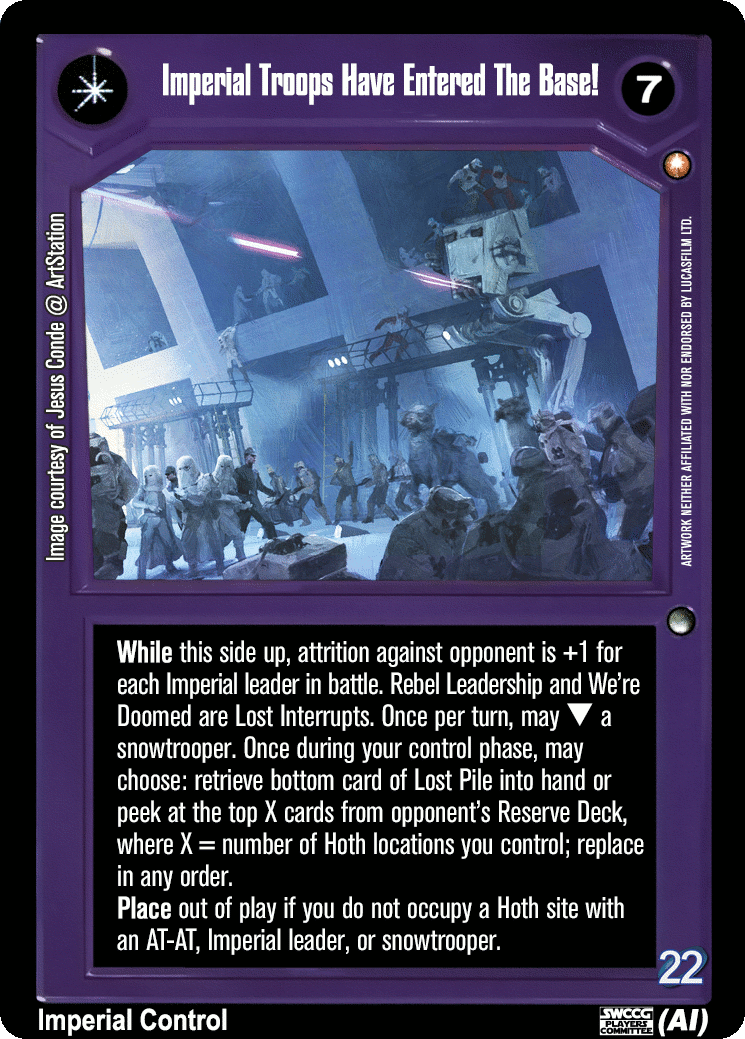 Imperial Troops Have Entered The Base!
7
Image courtesy of Jesus Conde @ ArtStation
ARTWORK NEITHER AFFILIATED WITH NOR ENDORSED BY LUCASFILM LTD.
While this side up, attrition against opponent is +1 for
each Imperial leader in battle. Rebel Leadership and We're
Doomed are Lost Interrupts. Once per turn, may ▼ a
snowtrooper. Once during your control phase, may
choose: retrieve bottom card of Lost Pile into hand or
peek at the top X cards from opponent's Reserve Deck,
where X = number of Hoth locations you control; replace
in any order.
Place out of play if you do not occupy a Hoth site with
an AT-AT, Imperial leader, or snowtrooper.
22
Imperial Control
SWCCG
PLAYERS
COMMITTEE
(AI)